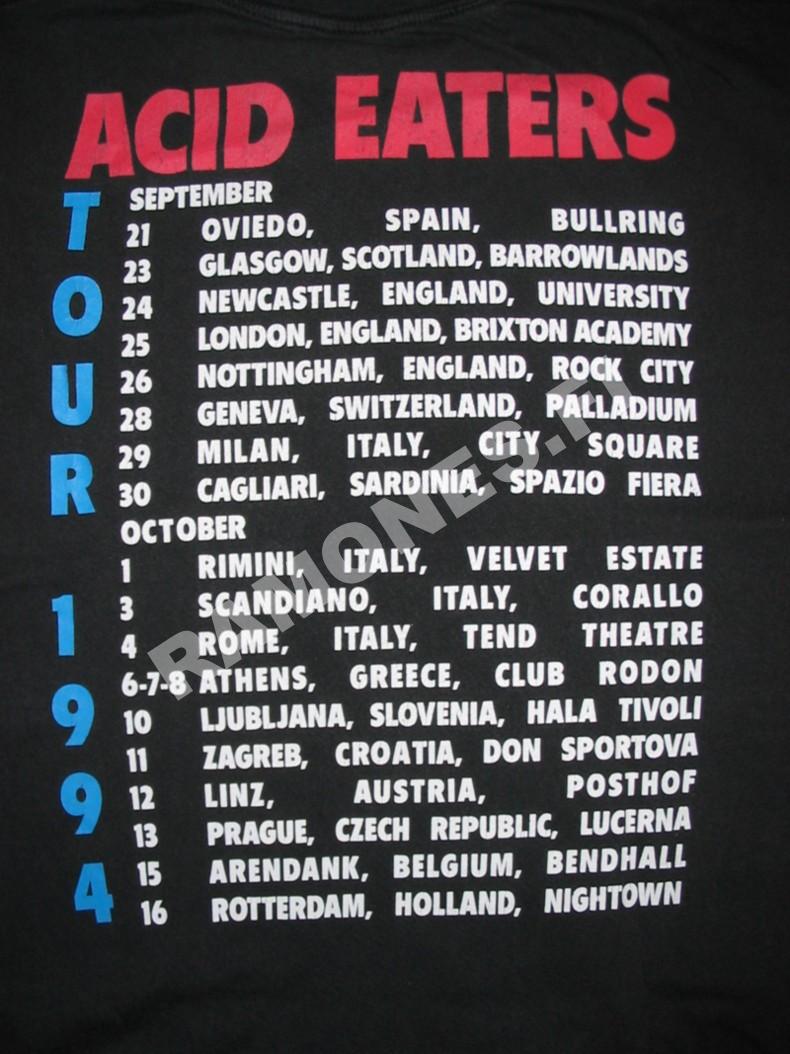 ACID EATERS
TOUR 1994
SEPTEMBER
21 OVIEDO, SPAIN, BULLRING
23 GLASGOW, SCOTLAND, BARROWLANDS
24 NEWCASTLE, ENGLAND, UNIVERSITY
25 LONDON, ENGLAND, BRIXTON ACADEMY
26 NOTTINGHAM, ENGLAND, ROCK CITY
28 GENEVA, SWITZERLAND, PALLADIUM
29 MILAN, ITALY, CITY SQUARE
30 CAGLIARI, SARDINIA, SPAZIO FIERA
OCTOBER
1 RIMINI, ITALY, VELVET ESTATE
3 SCANDIANO, ITALY, CORALLO
4 ROME, ITALY, TEND THEATRE
6-7-8 ATHENS, GREECE, CLUB RODON
10 LJUBLJANA, SLOVENIA, HALA TIVOLI
11 ZAGREB, CROATIA, DON SPORTOVA
12 LINZ, AUSTRIA, POSTHOF
13 PRAGUE, CZECH REPUBLIC, LUCERNA
15 ARENDANK, BELGIUM, BENDHALL
16 ROTTERDAM, HOLLAND, NIGHTOWN
RAMONES.FI